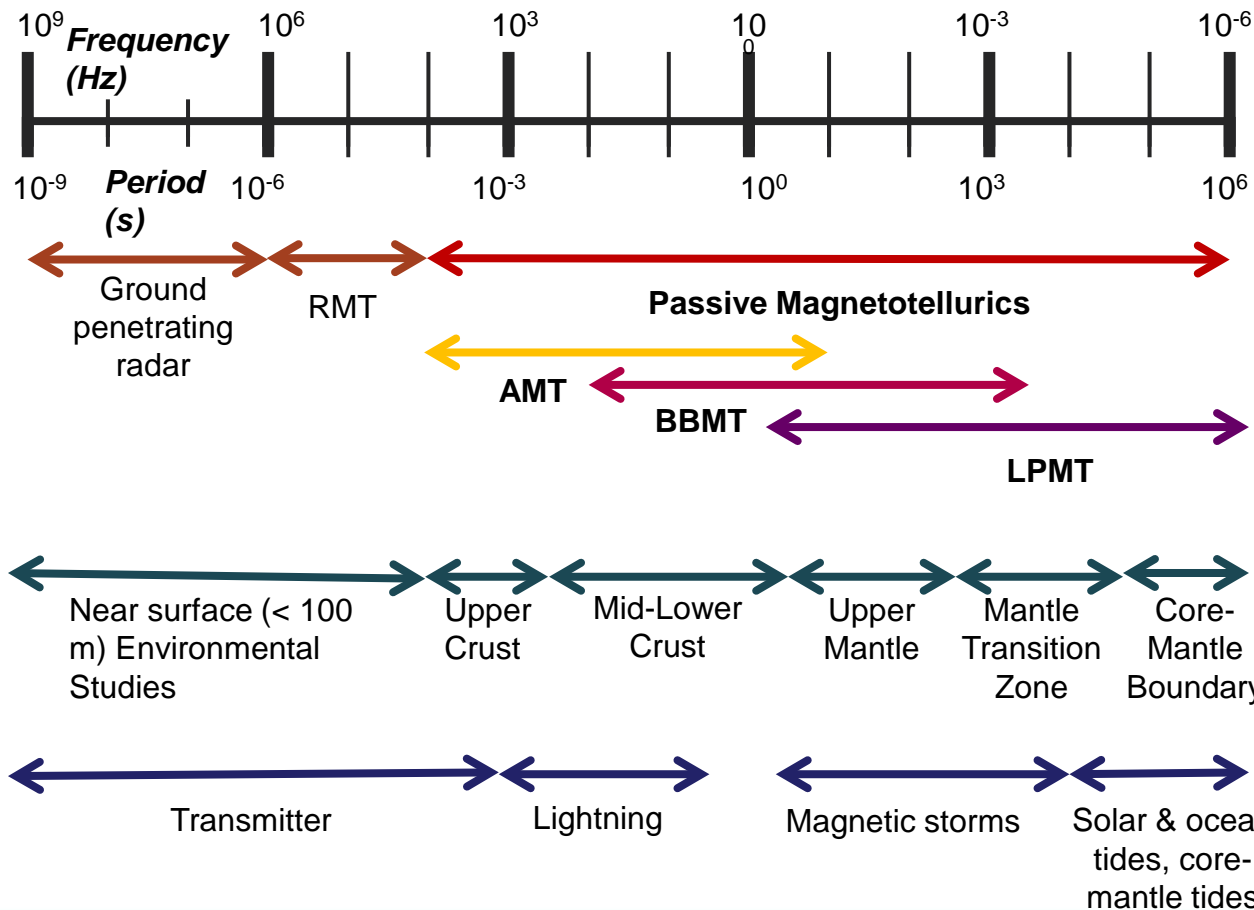 10⁹ 10⁶ 10³ 10 10⁻³ 10⁻⁶
0
Frequency
(Hz)
10⁻⁹ 10⁻⁶ 10⁻³ 10⁰ 10³ 10⁶
Period
(s)
Ground
penetrating
radar
RMT
Passive Magnetotellurics
AMT
BBMT
LPMT
Near surface (< 100
m) Environmental
Studies
Upper
Crust
Mid-Lower
Crust
Upper
Mantle
Mantle
Transition
Zone
Core-
Mantle
Boundary
Transmitter
Lightning
Magnetic storms
Solar & ocea
tides, core-
mantle tides